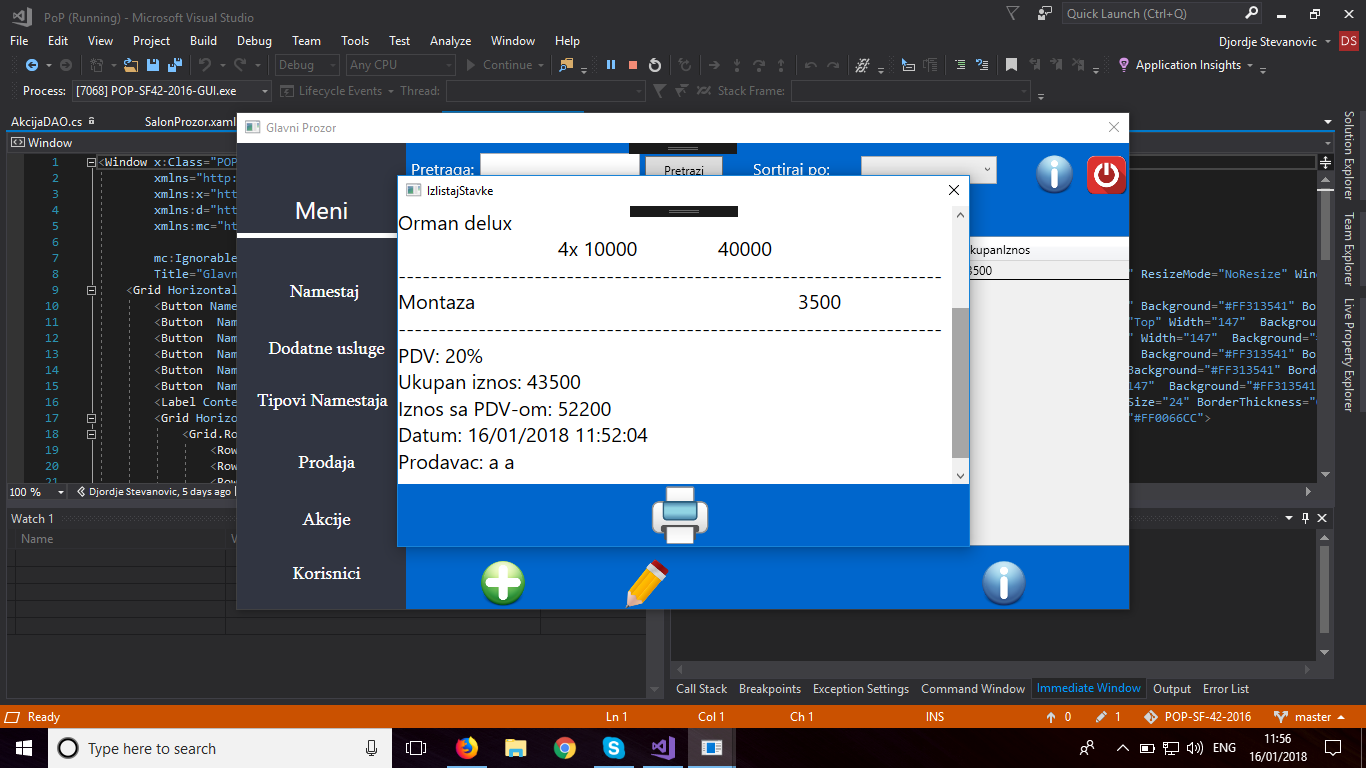 PoP (Running) - Microsoft Visual Studio
Quick Launch (Ctrl+Q)
File Edit View Project Build Debug Team Tools Test Analyze Window Help
Djordje Stevanovic DS
Debug Any CPU Continue Application Insights
Process: [7068] POP-SF42-2016-GUI.exe Lifecycle Events Thread: Stack Frame:
AkcijaDAO.cs SalonProzor.xaml
Window
Glavni Prozor
Pretraga: Pretrazi Sortiraj po:
Meni
Namestaj
Dodatne usluge
Tipovi Namestaja
Prodaja
Akcije
Korisnici
kupanIznos
3500
IzlistajStavke
Orman delux
4x 10000 40000
--------------------------------------------------------------------
Montaza 3500
--------------------------------------------------------------------
PDV: 20%
Ukupan iznos: 43500
Iznos sa PDV-om: 52200
Datum: 16/01/2018 11:52:04
Prodavac: a a
1 <Window x:Class="POP
2 xmlns="http:
3 xmlns:x="htt
4 xmlns:d="htt
5 xmlns:mc="ht
6
7 mc:Ignorable
8 Title="Glavn " ResizeMode="NoResize" Win
9 <Grid Horizontal
10 <Button Name " Background="#FF313541" Bo
11 <Button Nam "Top" Width="147" Backgroun
12 <Button Nam " Width="147" Background="#
13 <Button Nam Background="#FF313541" Bor
14 <Button Nam Background="#FF313541" Borde
15 <Button Nam 147" Background="#FF313541
16 <Label Conte Size="24" BorderThickness="
17 <Grid Horizo "#FF0066CC">
18 <Grid.Ro
19 <Row
20 <Row
21 <Row
100 % Djordje Stevanovic, 5 days ago
Watch 1
Name
Solution Explorer
Team Explorer
Live Property Explorer
Call Stack Breakpoints Exception Settings Command Window Immediate Window Output Error List
Ready Ln 1 Col 1 Ch 1 INS 0 1 POP-SF-42-2016 master
Type here to search
ENG 11:56
16/01/2018